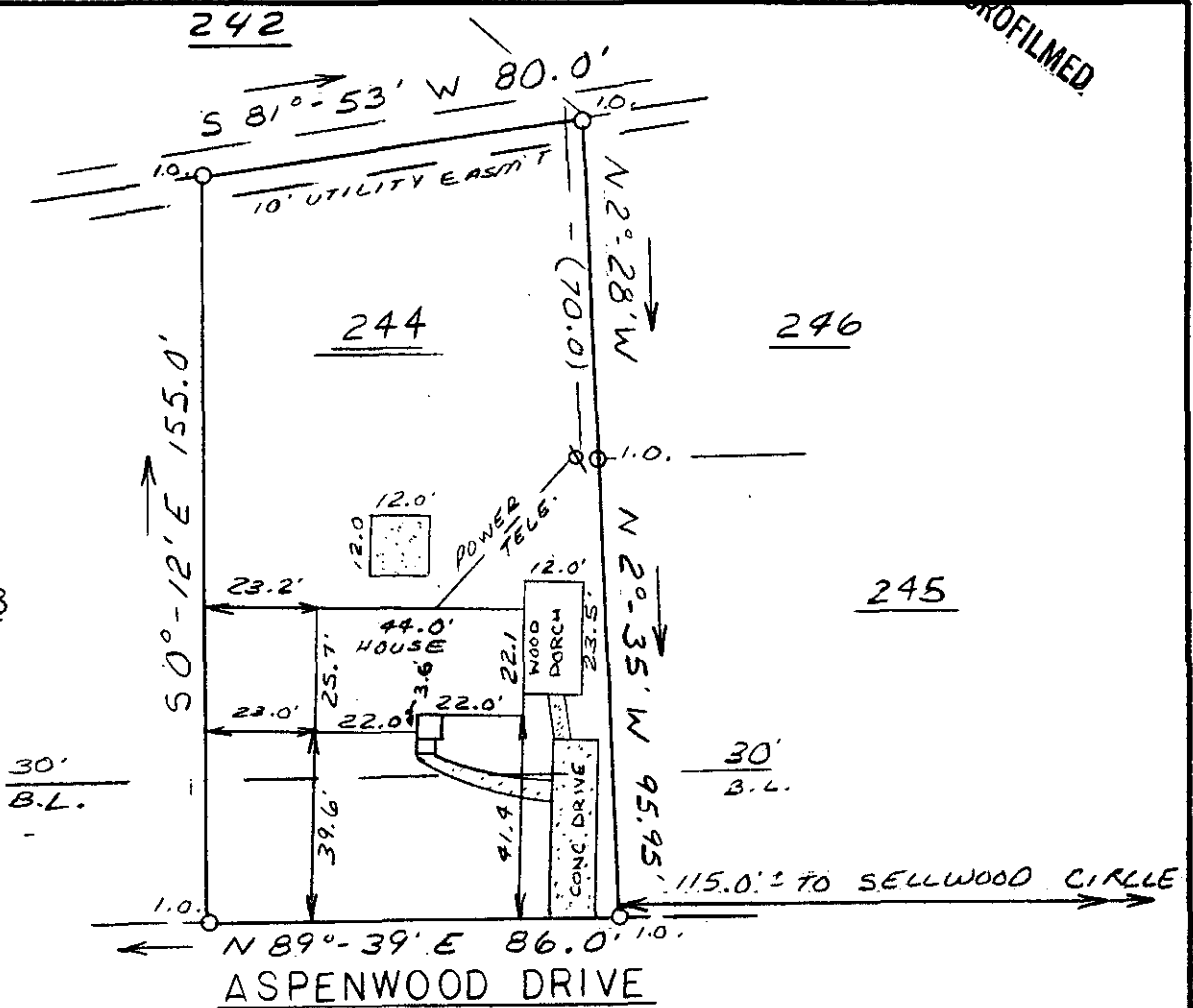 242
ROFILMED
S 81°-53' W 80.0'
I.O.
I.O.
10' UTILITY EASM'T
N 2°-28' W
(70.0)
244
246
S 0°-12' E 155.0'
I.O.
12.0'
12.0
POWER
TELE.
N 2°-35' W 95.95'
12.0'
23.2'
44.0'
HOUSE
22.1
WOOD
PORCH
23.5'
245
25.7'
3.6'
23.0'
22.0'
22.0'
30'
B.L.
30'
B.L.
39.6'
41.4
CONC. DRIVE
115.0'± TO SELLWOOD CIRCLE
I.O.
N 89°-39' E 86.0'
I.O.
ASPENWOOD DRIVE